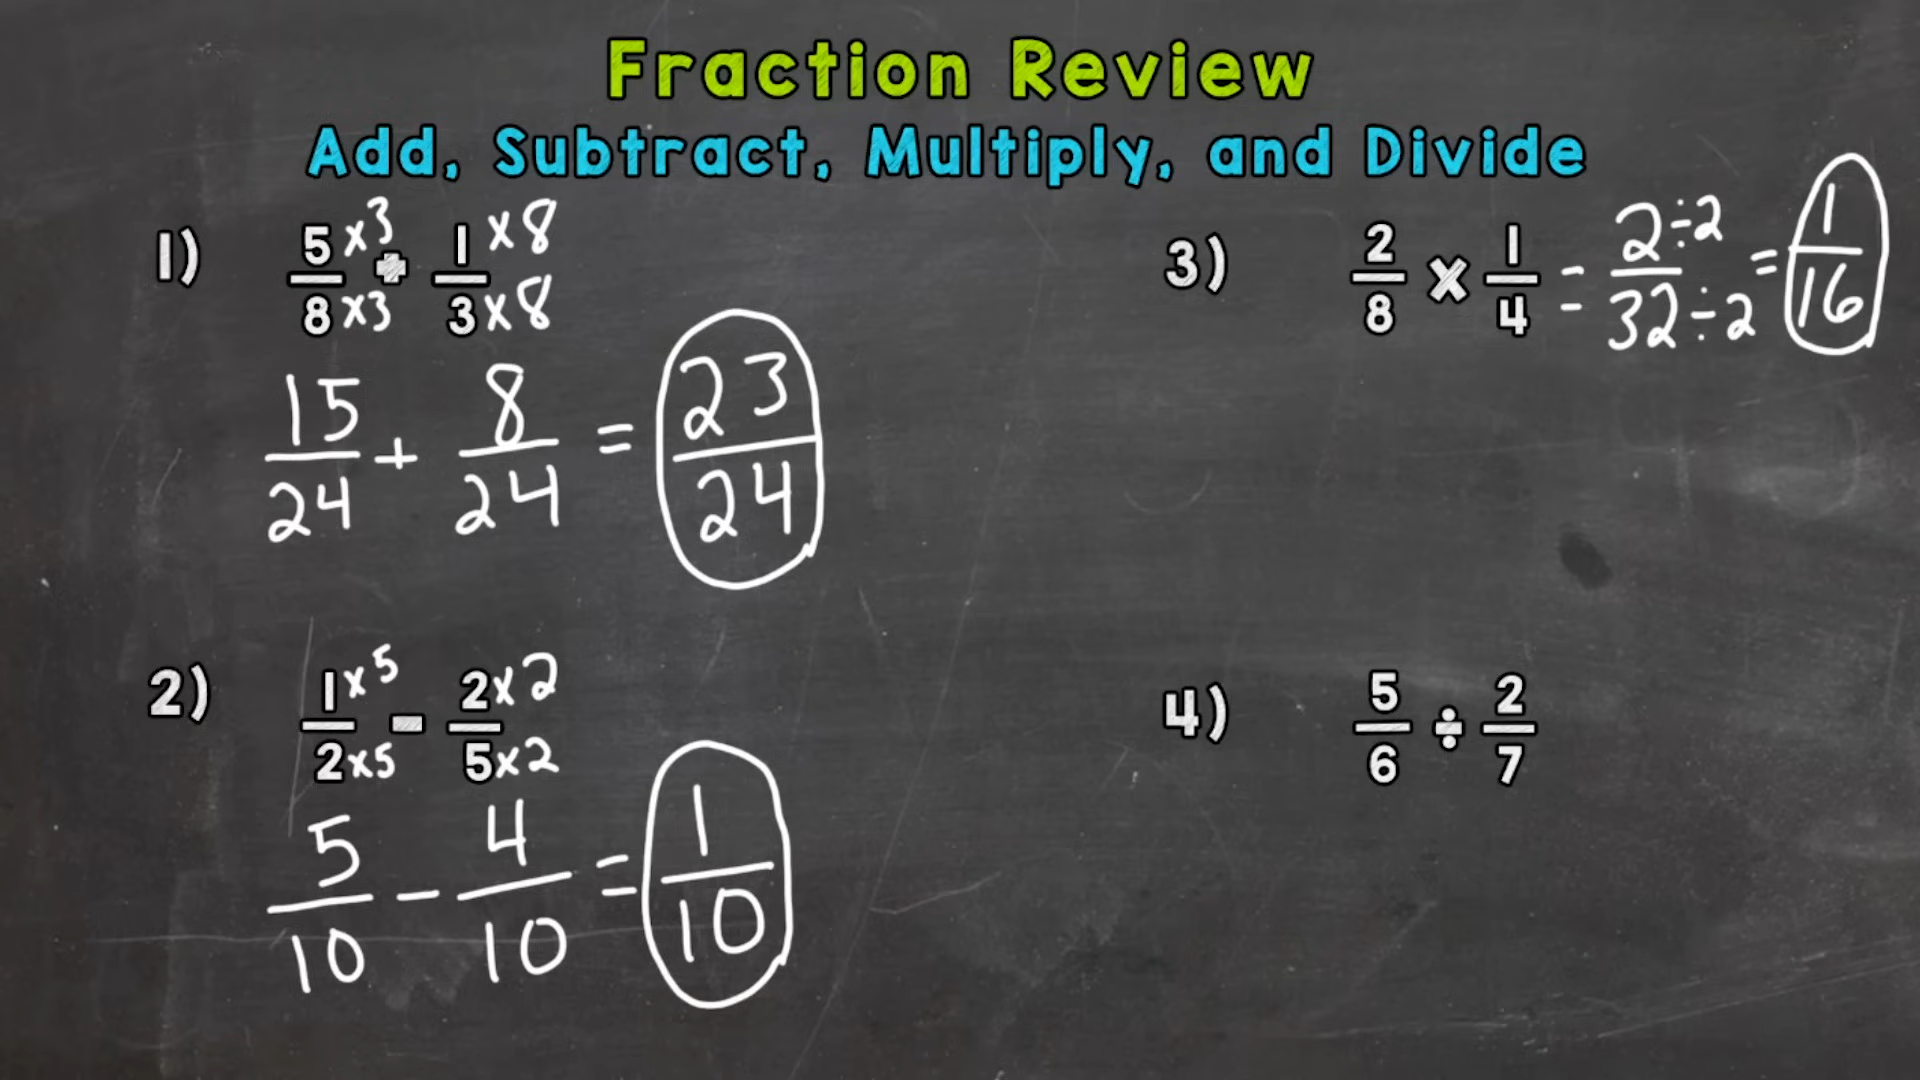 Fraction Review
Add, Subtract, Multiply, and Divide
1) 5/8 ×3/×3 + 1/3 ×8/×8
15/24 + 8/24 = 23/24
2) 1/2 ×5/×5 - 2/5 ×2/×2
5/10 - 4/10 = 1/10
3) 2/8 × 1/4 = 2÷2/32÷2 = 1/16
4) 5/6 ÷ 2/7